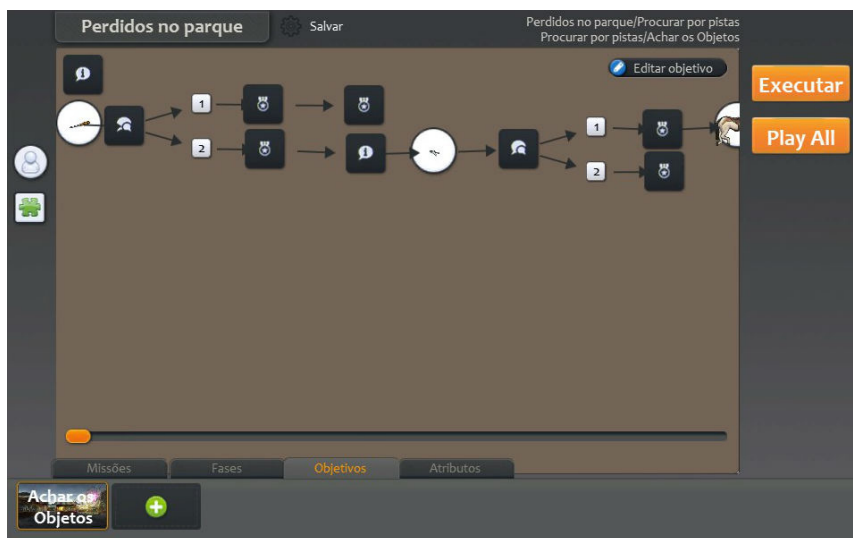 Perdidos no parque
Salvar
Perdidos no parque/Procurar por pistas
Procurar por pistas/Achar os Objetos
Editar objetivo
Executar
Play All
1
2
1
2
Missões
Fases
Objetivos
Atributos
Achar os
Objetos